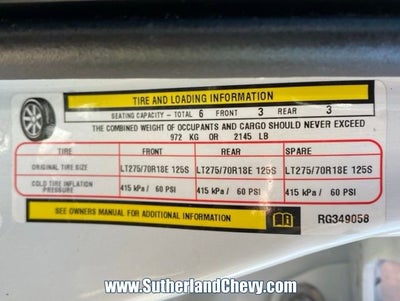 TIRE AND LOADING INFORMATION
SEATING CAPACITY - TOTAL 6 FRONT 3 REAR 3
THE COMBINED WEIGHT OF OCCUPANTS AND CARGO SHOULD NEVER EXCEED
972 KG OR 2145 LB
TIRE FRONT REAR SPARE
ORIGINAL TIRE SIZE LT275/70R18E 125S LT275/70R18E 125S LT275/70R18E 125S
COLD TIRE INFLATION PRESSURE 415 kPa / 60 PSI 415 kPa / 60 PSI 415 kPa / 60 PSI
SEE OWNERS MANUAL FOR ADDITIONAL INFORMATION RG349058
www.SutherlandChevy.com